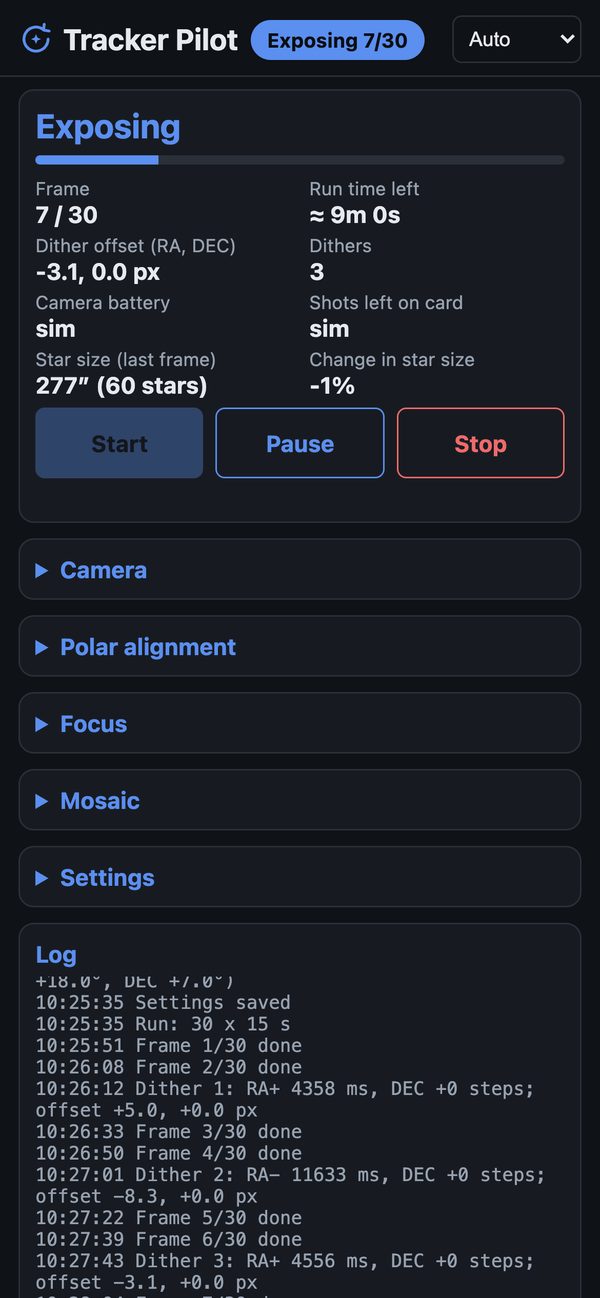 Tracker Pilot
Exposing 7/30
Auto
Exposing
Frame
Run time left
7 / 30
≈ 9m 0s
Dither offset (RA, DEC)
Dithers
-3.1, 0.0 px
3
Camera battery
Shots left on card
sim
sim
Star size (last frame)
Change in star size
277″ (60 stars)
-1%
Start
Pause
Stop
Camera
Polar alignment
Focus
Mosaic
Settings
Log
+18.0°, DEC +7.0°)
10:25:35 Settings saved
10:25:35 Run: 30 x 15 s
10:25:51 Frame 1/30 done
10:26:08 Frame 2/30 done
10:26:12 Dither 1: RA+ 4358 ms, DEC +0 steps;
offset +5.0, +0.0 px
10:26:33 Frame 3/30 done
10:26:50 Frame 4/30 done
10:27:01 Dither 2: RA− 11633 ms, DEC +0 steps;
offset −8.3, +0.0 px
10:27:22 Frame 5/30 done
10:27:39 Frame 6/30 done
10:27:43 Dither 3: RA+ 4556 ms, DEC +0 steps;
offset −3.1, +0.0 px